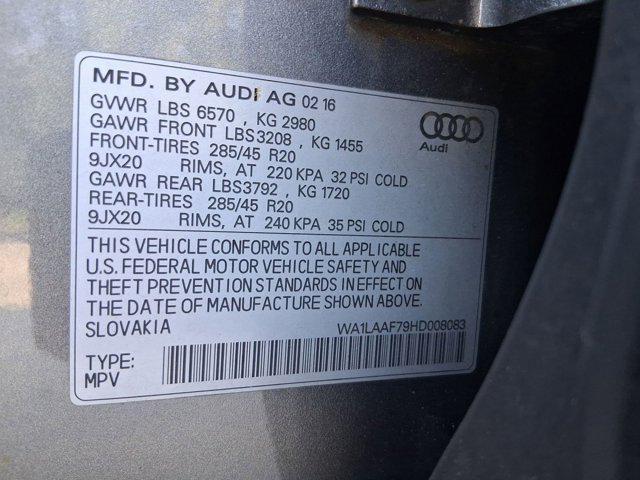 MFD. BY AUDI AG 02 16
GVWR LBS 6570 , KG 2980
GAWR FRONT LBS3208 , KG 1455
FRONT-TIRES 285/45 R20
9JX20 RIMS, AT 220 KPA 32 PSI COLD
GAWR REAR LBS3792 , KG 1720
REAR-TIRES 285/45 R20
9JX20 RIMS, AT 240 KPA 35 PSI COLD
Audi
THIS VEHICLE CONFORMS TO ALL APPLICABLE
U.S. FEDERAL MOTOR VEHICLE SAFETY AND
THEFT PREVENTION STANDARDS IN EFFECT ON
THE DATE OF MANUFACTURE SHOWN ABOVE.
SLOVAKIA WA1LAAF79HD008083
TYPE:
MPV